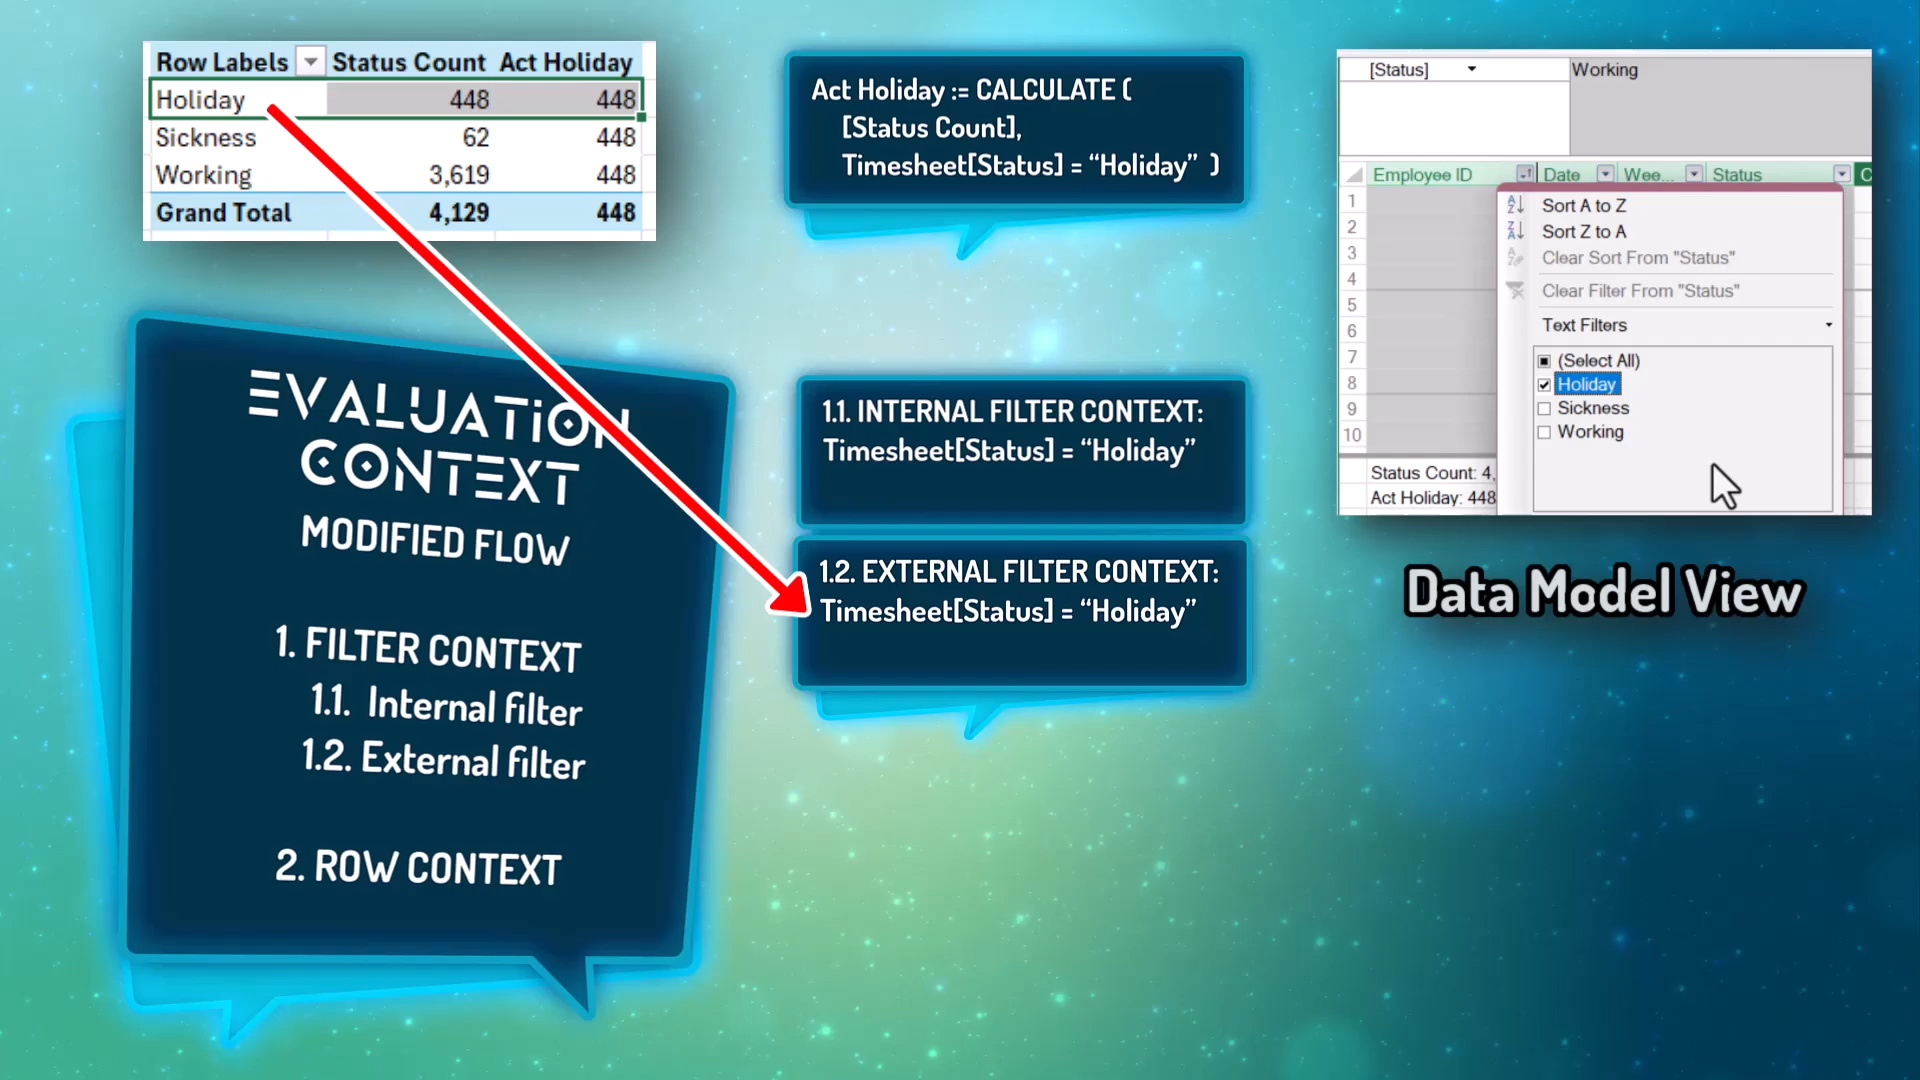 Row Labels Status Count Act Holiday
Holiday 448 448
Sickness 62 448
Working 3,619 448
Grand Total 4,129 448
Act Holiday := CALCULATE (
[Status Count],
Timesheet[Status] = “Holiday” )
[Status] Working
Employee ID Date Wee... Status C
1
2
3
4
5
6
7
8
9
10
Sort A to Z
Sort Z to A
Clear Sort From "Status"
Clear Filter From "Status"
Text Filters
(Select All)
Holiday
Sickness
Working
Status Count: 4,
Act Holiday: 448
Data Model View
EVALUATiON
CONTEXT
MODIFIED FLOW
1. FILTER CONTEXT
1.1. Internal filter
1.2. External filter
2. ROW CONTEXT
1.1. INTERNAL FILTER CONTEXT:
Timesheet[Status] = “Holiday”
1.2. EXTERNAL FILTER CONTEXT:
Timesheet[Status] = “Holiday”